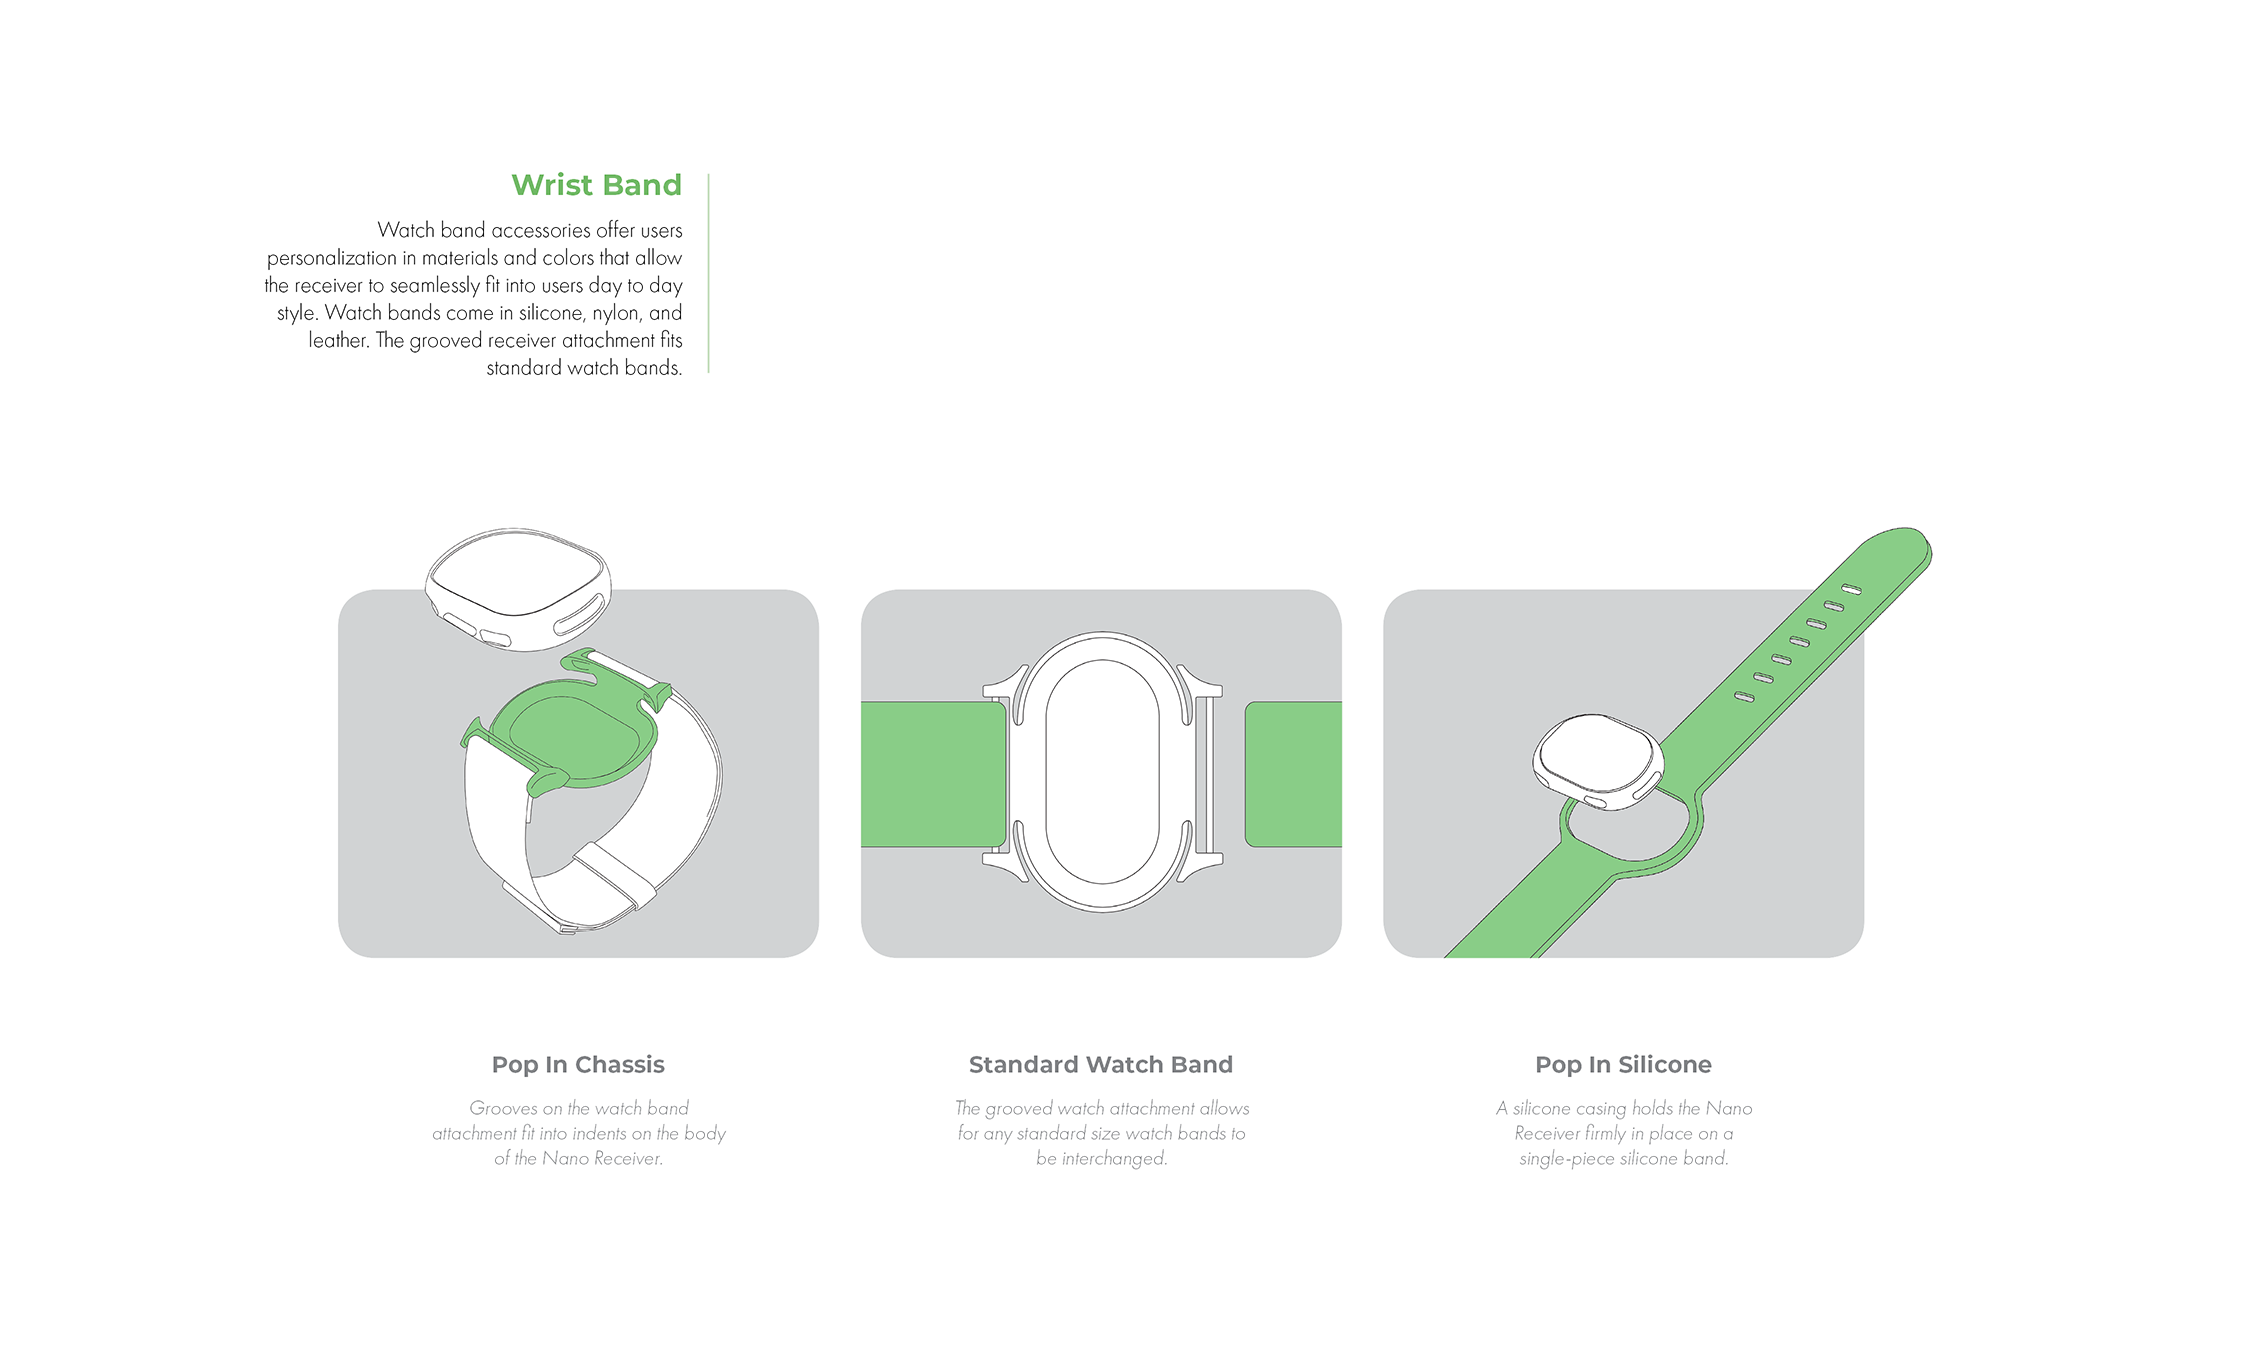 Wrist Band
Watch band accessories offer users
personalization in materials and colors that allow
the receiver to seamlessly fit into users day to day
style. Watch bands come in silicone, nylon, and
leather. The grooved receiver attachment fits
standard watch bands.
Pop In Chassis
Grooves on the watch band
attachment fit into indents on the body
of the Nano Receiver.
Standard Watch Band
The grooved watch attachment allows
for any standard size watch bands to
be interchanged.
Pop In Silicone
A silicone casing holds the Nano
Receiver firmly in place on a
single-piece silicone band.